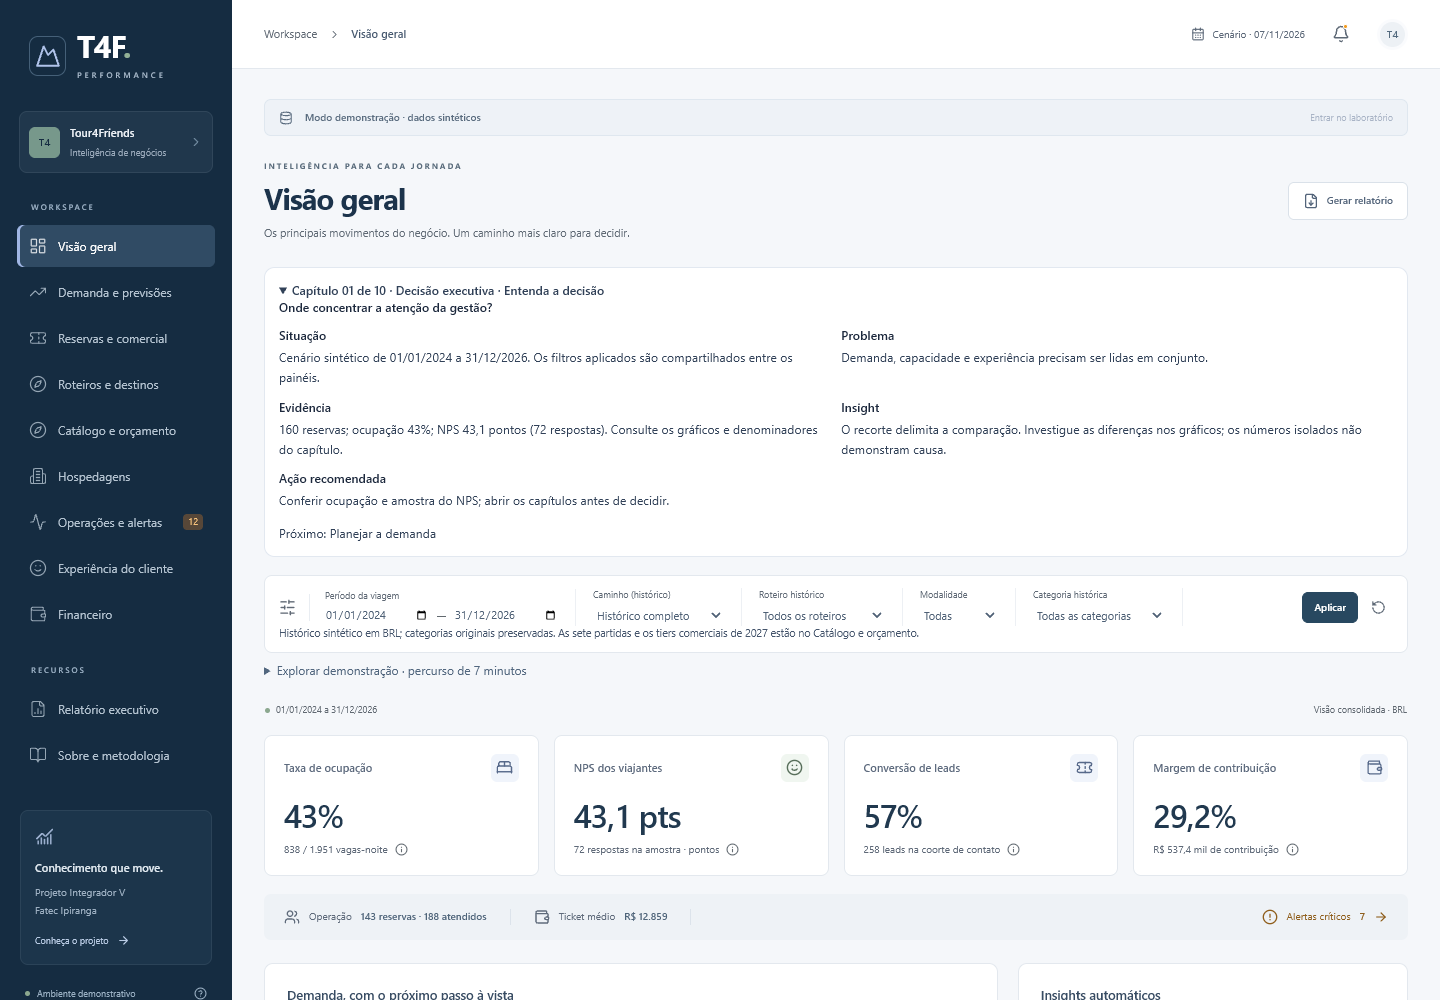 T4F.
PERFORMANCE
T4
Tour4Friends
Inteligência de negócios
WORKSPACE
Visão geral
Demanda e previsões
Reservas e comercial
Roteiros e destinos
Catálogo e orçamento
Hospedagens
Operações e alertas
12
Experiência do cliente
Financeiro
RECURSOS
Relatório executivo
Sobre e metodologia
Conhecimento que move.
Projeto Integrador V
Fatec Ipiranga
Conheça o projeto
Ambiente demonstrativo
Workspace
Visão geral
Cenário · 07/11/2026
T4
Modo demonstração · dados sintéticos
Entrar no laboratório
INTELIGÊNCIA PARA CADA JORNADA
Visão geral
Os principais movimentos do negócio. Um caminho mais claro para decidir.
Gerar relatório
Capítulo 01 de 10 · Decisão executiva · Entenda a decisão
Onde concentrar a atenção da gestão?
Situação
Cenário sintético de 01/01/2024 a 31/12/2026. Os filtros aplicados são compartilhados entre os
painéis.
Problema
Demanda, capacidade e experiência precisam ser lidas em conjunto.
Evidência
160 reservas; ocupação 43%; NPS 43,1 pontos (72 respostas). Consulte os gráficos e denominadores
do capítulo.
Insight
O recorte delimita a comparação. Investigue as diferenças nos gráficos; os números isolados não
demonstram causa.
Ação recomendada
Conferir ocupação e amostra do NPS; abrir os capítulos antes de decidir.
Próximo: Planejar a demanda
Período da viagem
01/01/2024 — 31/12/2026
Caminho (histórico)
Histórico completo
Roteiro histórico
Todos os roteiros
Modalidade
Todas
Categoria histórica
Todas as categorias
Aplicar
Histórico sintético em BRL; categorias originais preservadas. As sete partidas e os tiers comerciais de 2027 estão no Catálogo e orçamento.
Explorar demonstração · percurso de 7 minutos
01/01/2024 a 31/12/2026
Visão consolidada · BRL
Taxa de ocupação
43%
838 / 1.951 vagas-noite
NPS dos viajantes
43,1 pts
72 respostas na amostra · pontos
Conversão de leads
57%
258 leads na coorte de contato
Margem de contribuição
29,2%
R$ 537,4 mil de contribuição
Operação 143 reservas · 188 atendidos
Ticket médio R$ 12.859
Alertas críticos 7
Demanda, com o próximo passo à vista
Insights automáticos